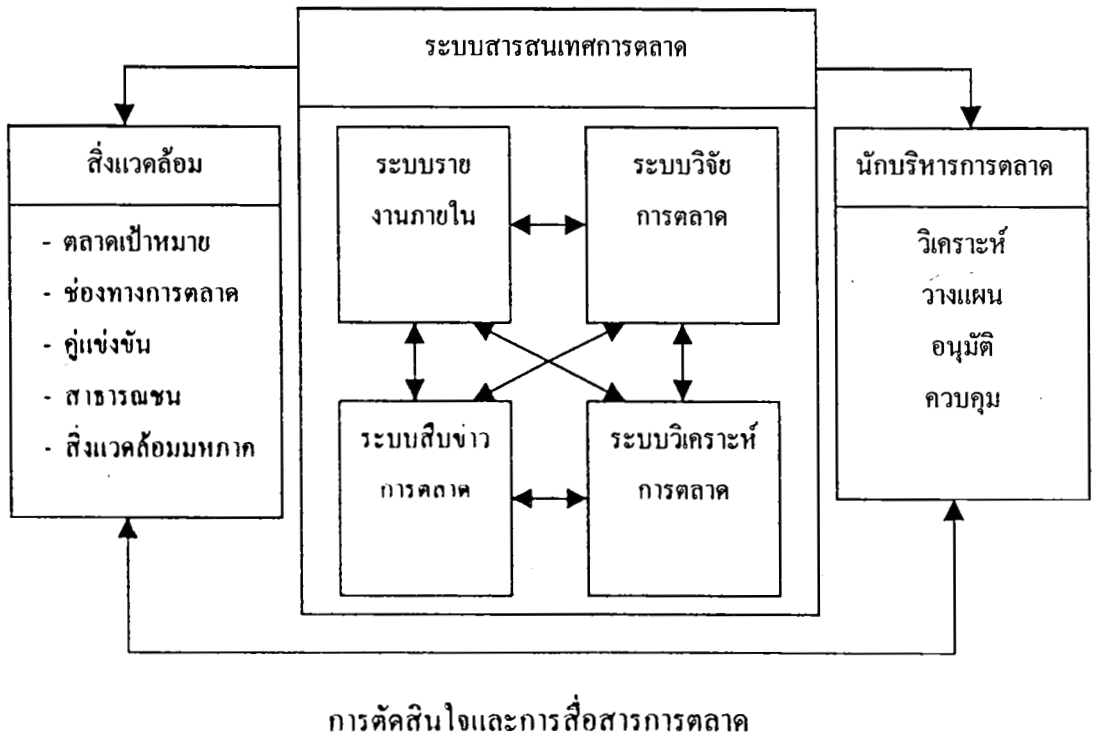 ระบบสารสนเทศการตลาด
สิ่งแวดล้อม
- ตลาดเป้าหมาย
- ช่องทางการตลาด
- คู่แข่งขัน
- สาธารณชน
- สิ่งแวดล้อมมหภาค
ระบบราย
งานภายใน
ระบบวิจัย
การตลาด
ระบบสืบข่าว
การตลาด
ระบบวิเคราะห์
การตลาด
นักบริหารการตลาด
วิเคราะห์
วางแผน
อนุมัติ
ควบคุม
การตัดสินใจและการสื่อสารการตลาด